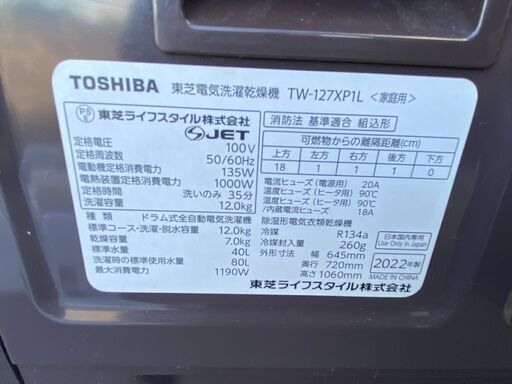 TOSHIBA 東芝電気洗濯乾燥機 TW-127XP1L <家庭用>
PS E
東芝ライフスタイル株式会社
JET
定格電圧 100V
定格周波数 50/60Hz
電動機定格消費電力 135W
電熱装置定格消費電力 1000W
定格時間 洗いのみ 35分
洗濯容量 12.0kg
消防法 基準適合 組込形
可燃物からの離隔距離(cm)
上方 左方 右方 後方 下方
18 1 1 1 0
電流ヒューズ(電源用) 20A
温度ヒューズ(ヒータ用) 90℃
温度ヒューズ(ヒータ用) 90℃
/内蔵電流ヒューズ 18A
種類 ドラム式全自動電気洗濯機
標準コース・洗濯・脱水容量 12.0kg
乾燥容量 7.0kg
標準水量 40L
洗濯時の標準使用水量 80L
最大消費電力 1190W
除湿形電気衣類乾燥機
冷媒 R134a
冷媒封入量 260g
外形寸法 幅 645mm
奥行 720mm
高さ 1060mm
日本国内専用
Use Only in Japan
2022年製
MADE IN CHINA
東芝ライフスタイル株式会社